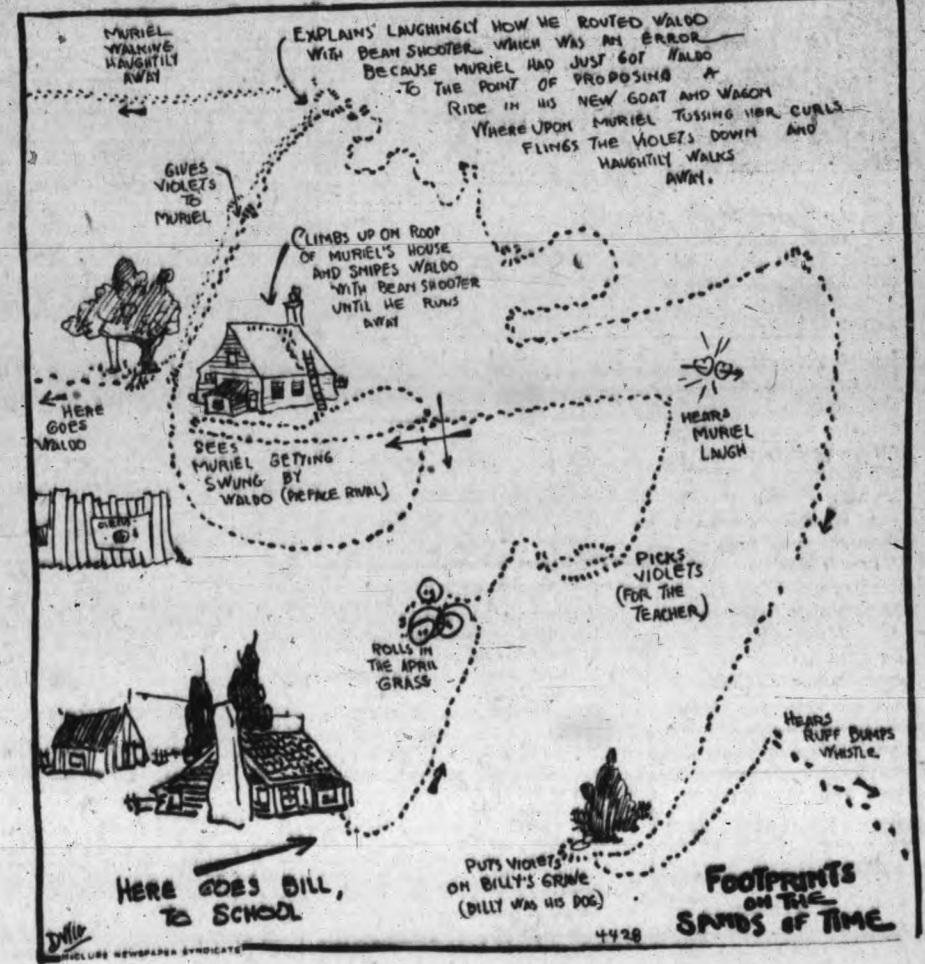 MURIEL
WALKING
HAUGHTILY
AWAY
EXPLAINS LAUGHINGLY HOW HE ROUTED WALDO
WITH BEAN SHOOTER WHICH WAS AN ERROR
BECAUSE MURIEL HAD JUST GOT WALDO
TO THE POINT OF PROPOSING A
RIDE IN HIS NEW GOAT AND WAGON
WHERE UPON MURIEL TUSSING HER CURLS
FLINGS THE VIOLETS DOWN AND
HAUGHTILY WALKS
AWAY.
GIVES
VIOLETS
TO
MURIEL
CLIMBS UP ON ROOF
OF MURIEL'S HOUSE
AND SNIPES WALDO
WITH BEAN SHOOTER
UNTIL HE RUNS
AWAY
HERE
GOES
WALDO
SEES
MURIEL GETTING
SWUNG BY
WALDO (PIEFACE RIVAL)
HEARS
MURIEL
LAUGH
PICKS
VIOLETS
(FOR THE
TEACHER)
ROLLS IN
THE APRIL
GRASS
HEARS
RUFF BUMPS
WHISTLE
HERE GOES BILL,
TO SCHOOL
PUTS VIOLETS
ON BILLY'S GRAVE
(BILLY WAS HIS DOG)
FOOTPRINTS
ON THE
SANDS OF TIME
4428
McCLURE NEWSPAPER SYNDICATE